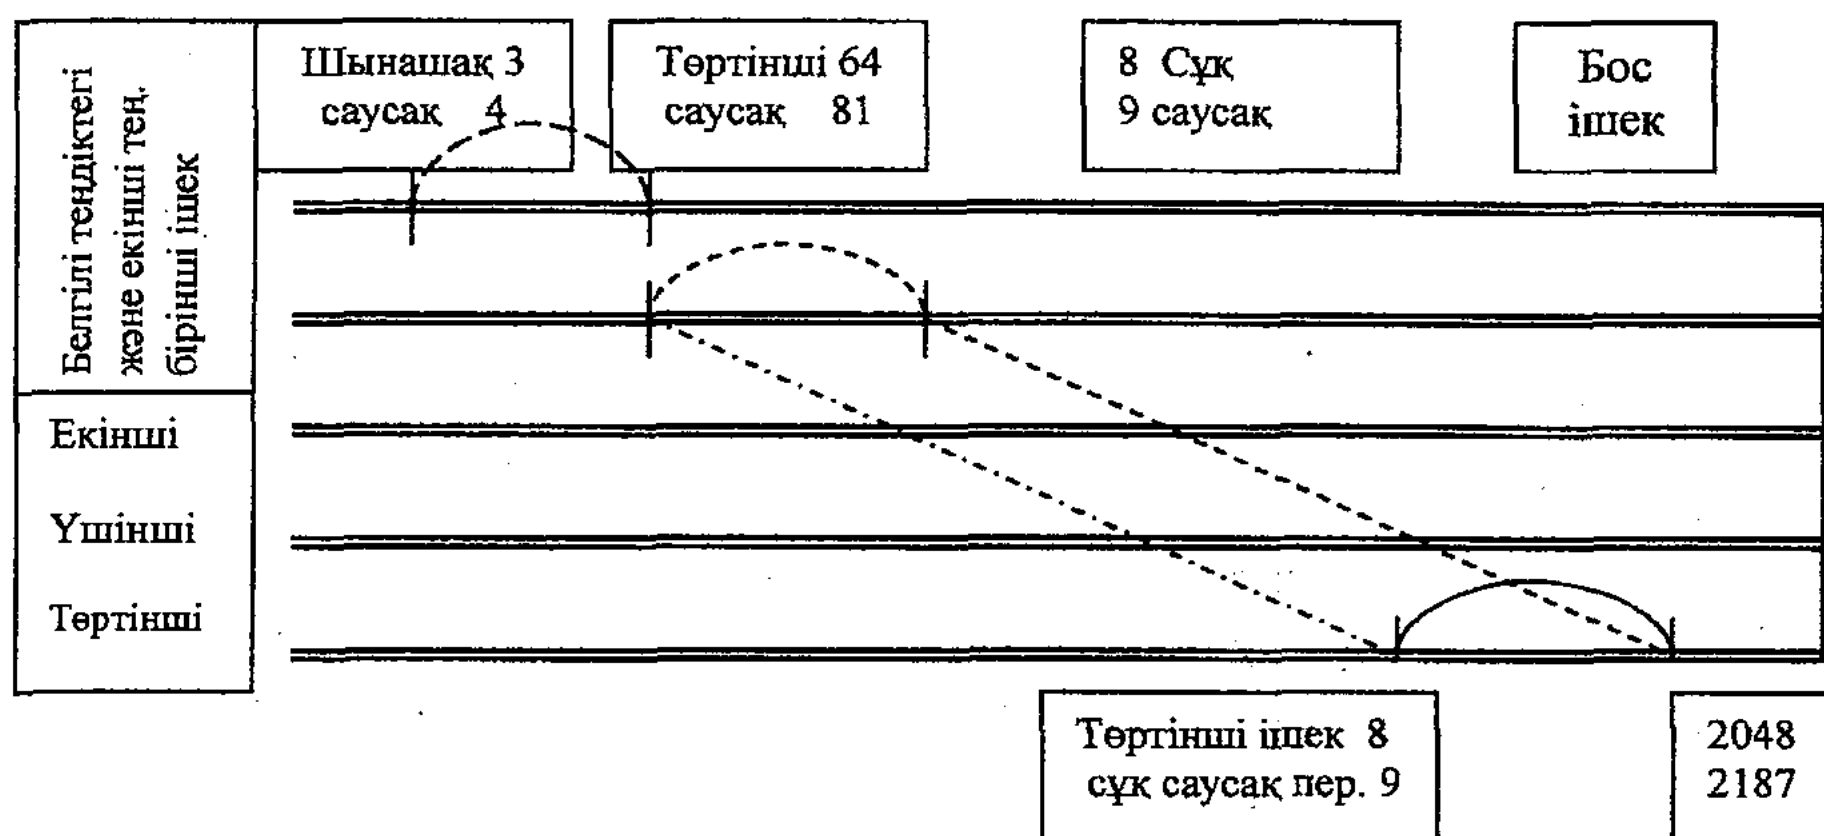 Белгілі теңдіктегі
және екінші тең.
бірінші ішек
Шынашақ 3
саусақ 4
Төртінші 64
саусақ 81
8 Сұқ
9 саусақ
Бос
ішек
Екінші
Үшінші
Төртінші
Төртінші ішек 8
сұқ саусақ пер. 9
2048
2187